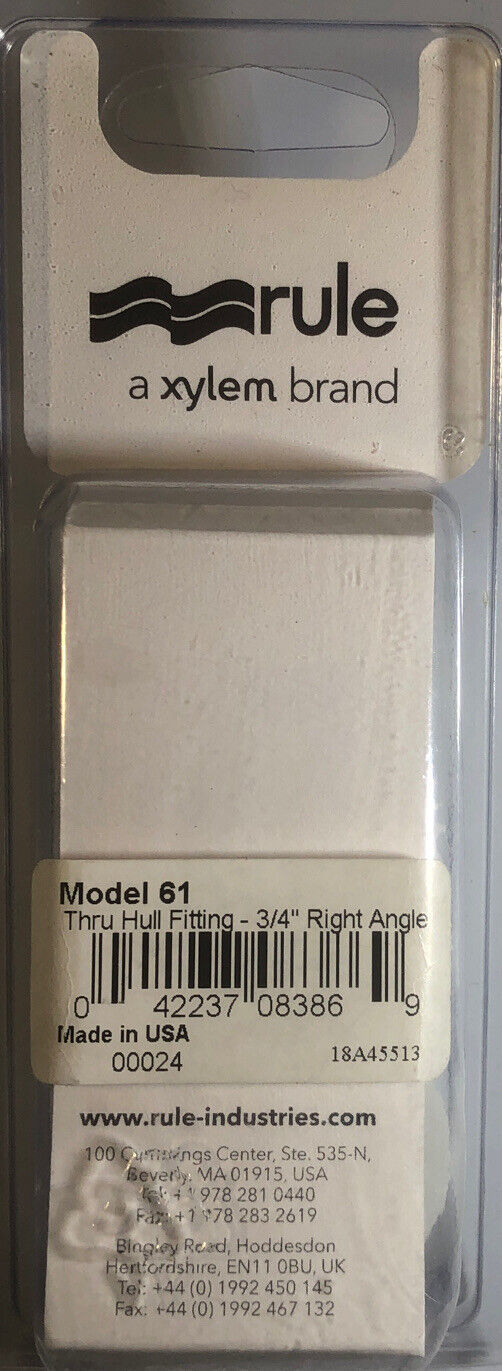 rule
a xylem brand
Model 61
Thru Hull Fitting - 3/4" Right Angle
0 42237 08386 9
Made in USA
00024 18A45513
www.rule-industries.com
100 Cummings Center, Ste. 535-N,
Beverly, MA 01915, USA
Tel: +1 978 281 0440
Fax: +1 978 283 2619
Bingley Road, Hoddesdon
Hertfordshire, EN11 0BU, UK
Tel: +44 (0) 1992 450 145
Fax: +44 (0) 1992 467 132